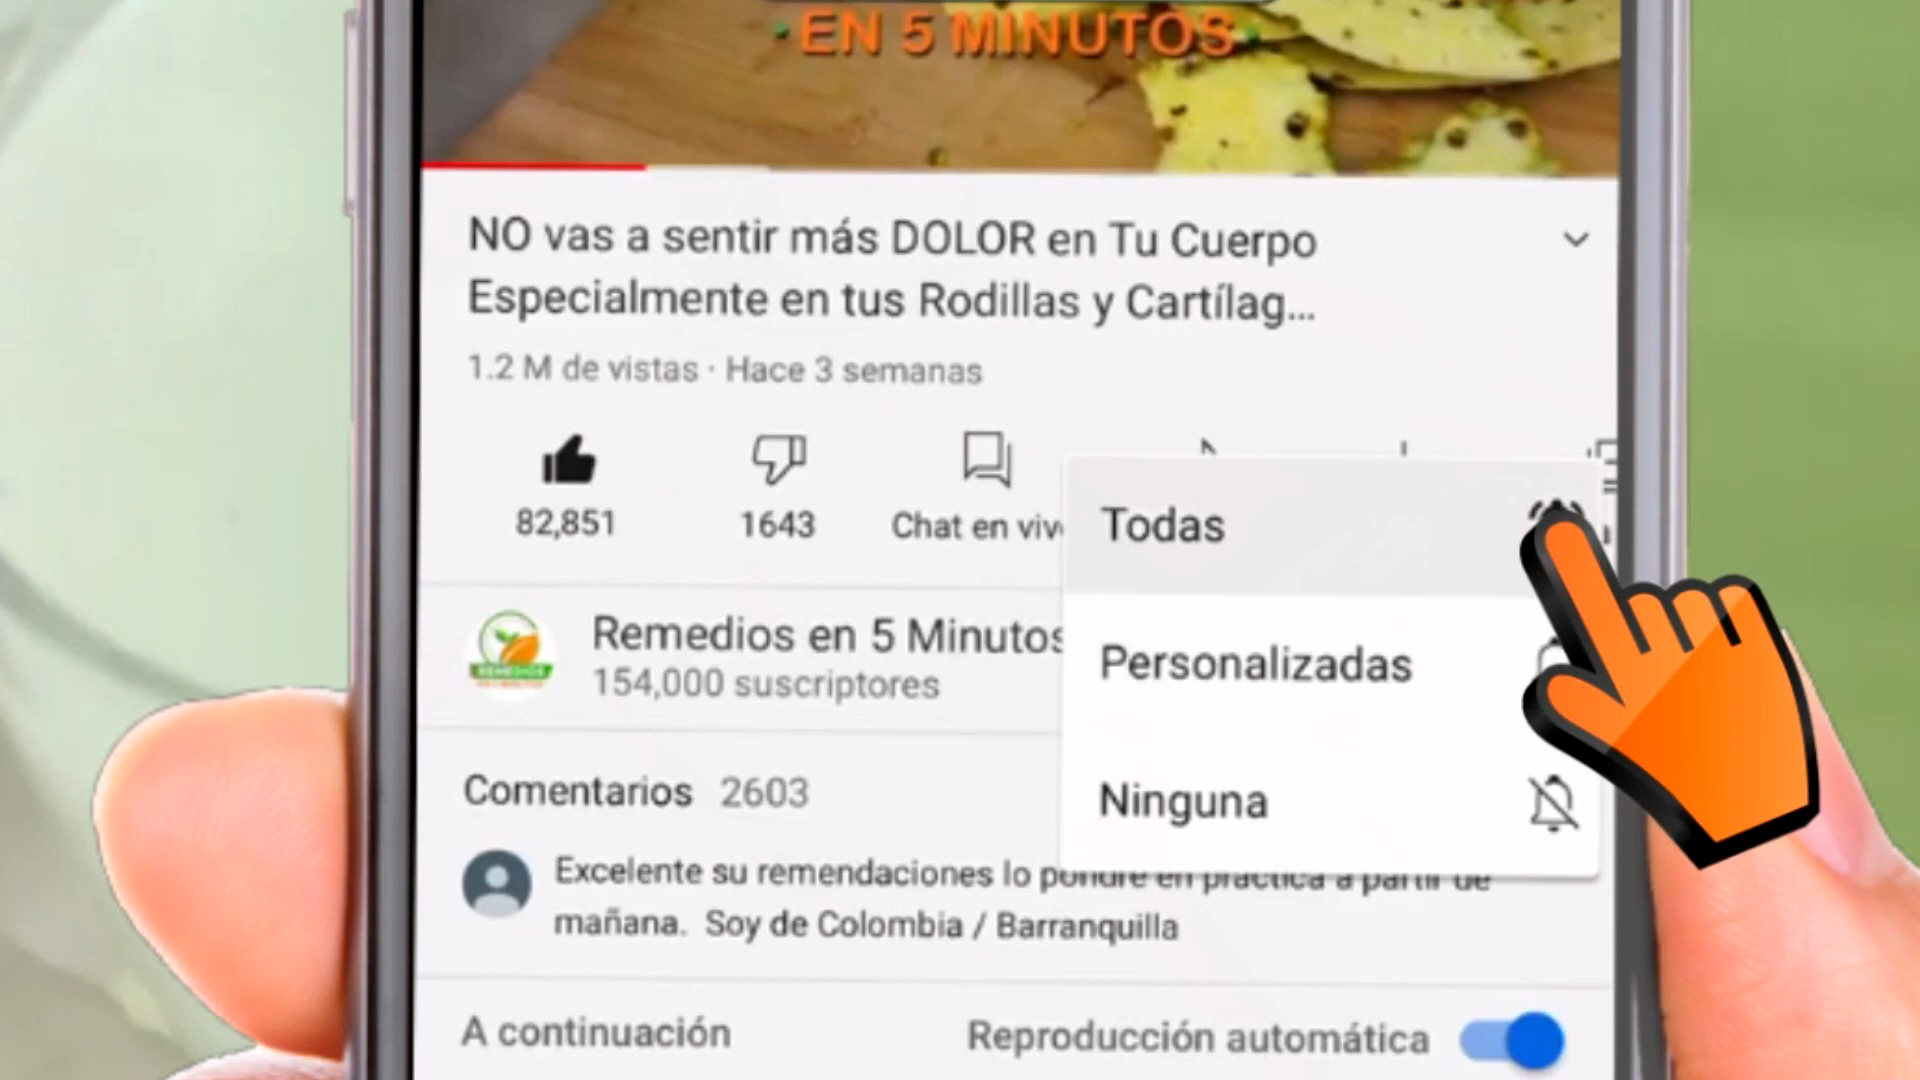 EN 5 MINUTOS
NO vas a sentir más DOLOR en Tu Cuerpo
Especialmente en tus Rodillas y Cartílag...
1.2 M de vistas · Hace 3 semanas
82,851
1643
Chat en viv
Todas
Remedios en 5 Minutos
154,000 suscriptores
Personalizadas
Comentarios 2603
Ninguna
Excelente su remendaciones lo pondre en practica a partir de
mañana. Soy de Colombia / Barranquilla
A continuación
Reproducción automática